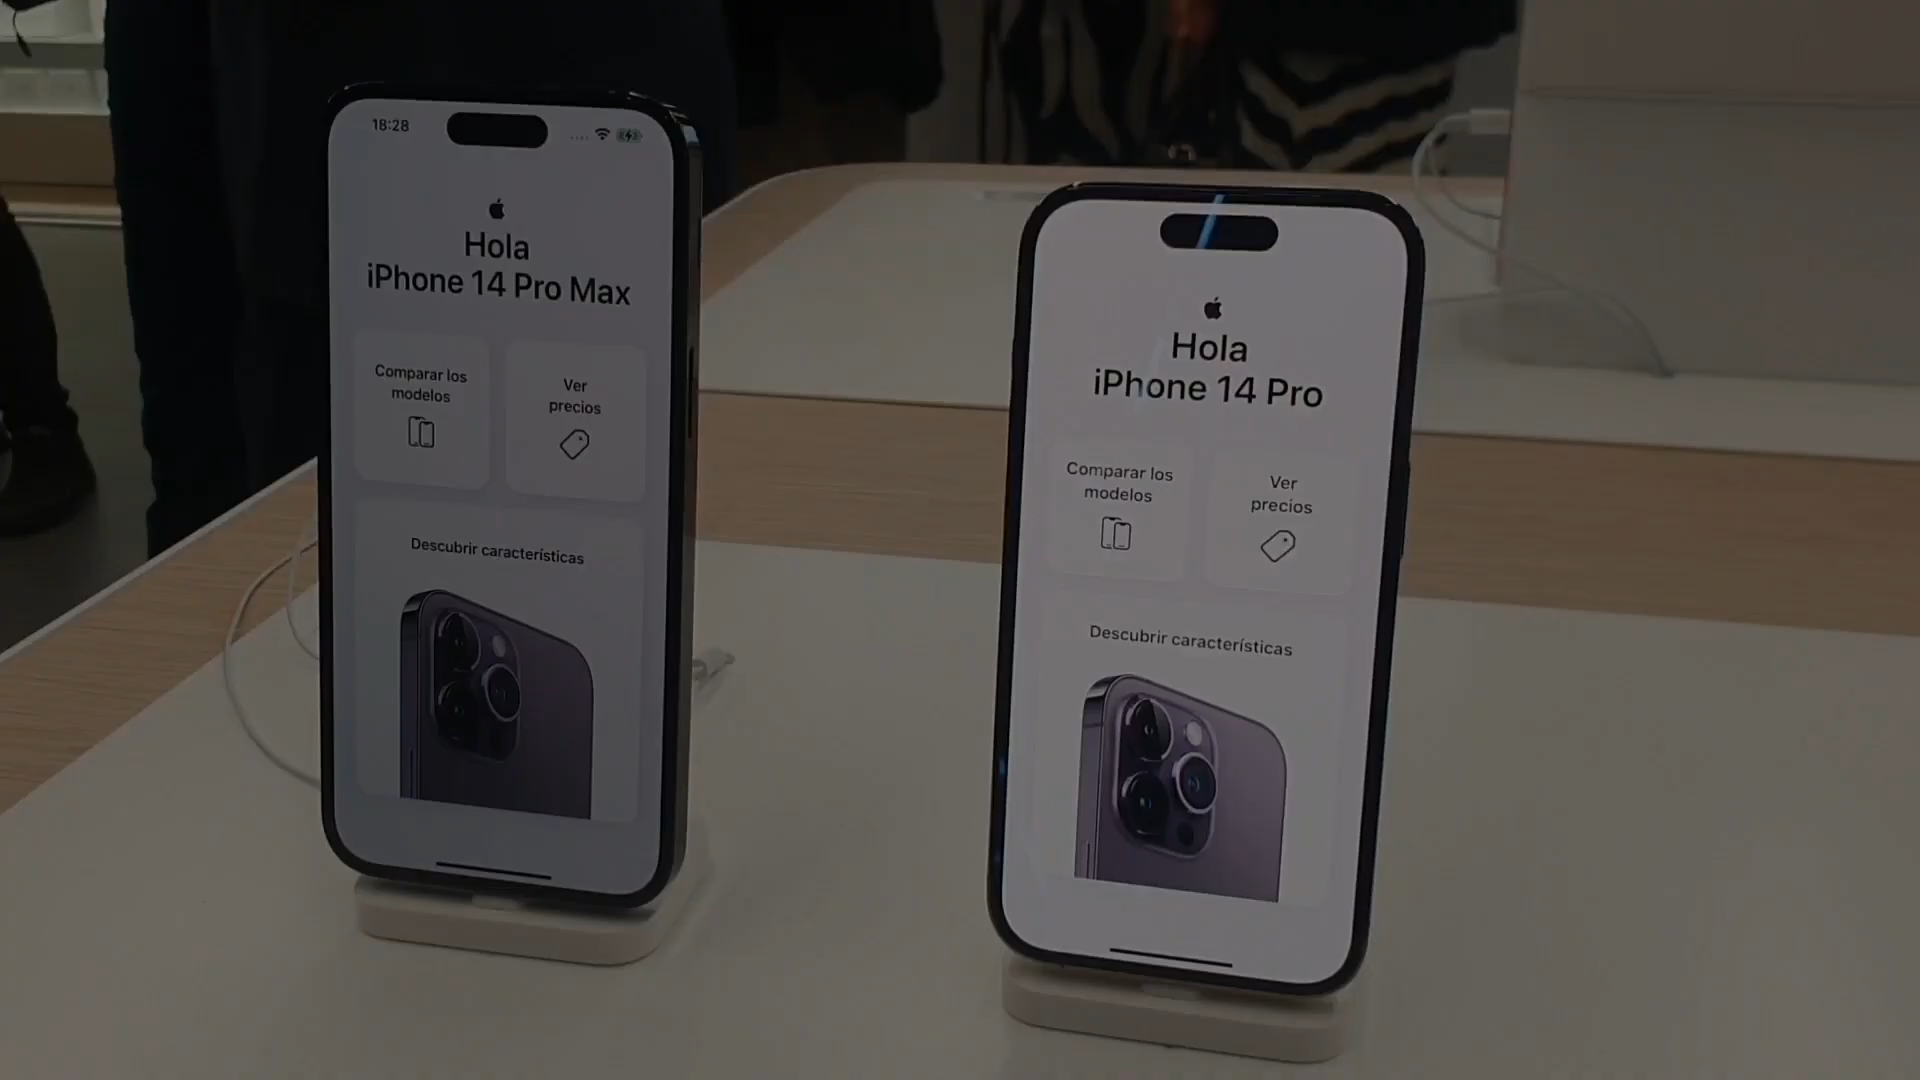 18:28
Hola
iPhone 14 Pro Max
Comparar los
modelos
Ver
precios
Descubrir características
Hola
iPhone 14 Pro
Comparar los
modelos
Ver
precios
Descubrir características